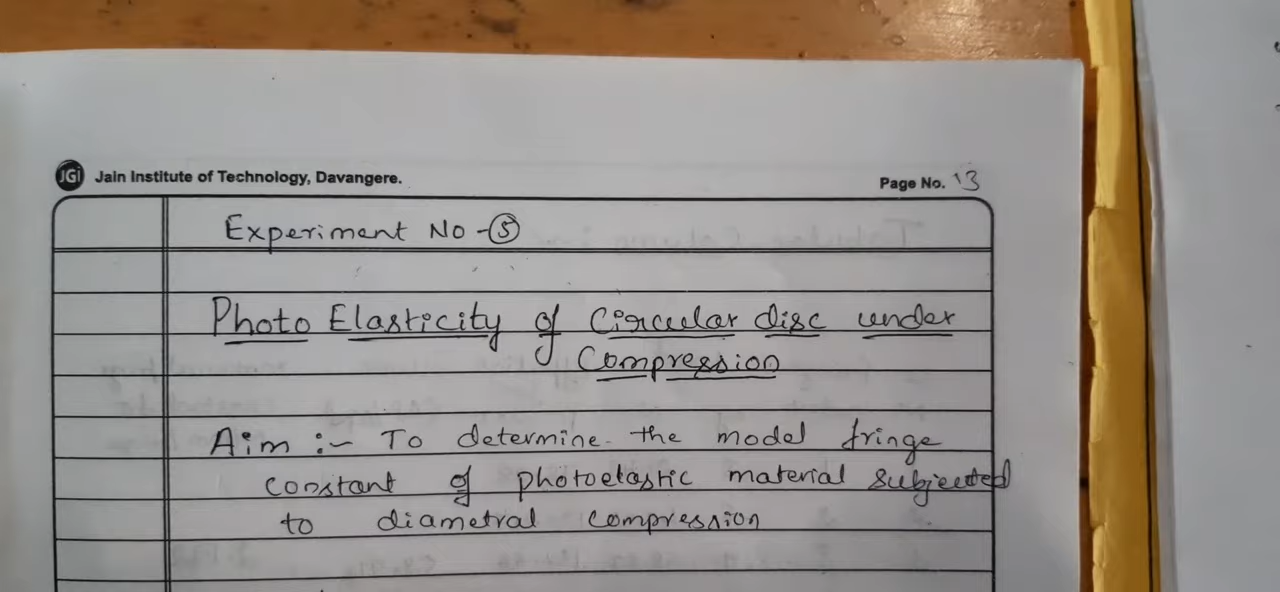 JGi Jain Institute of Technology, Davangere.
Page No. 13
Experiment No - 5
Photo Elasticity of Circular disc under
Compression
Aim :- To determine the model fringe
constant of photoelastic material subjected
to diametral compression